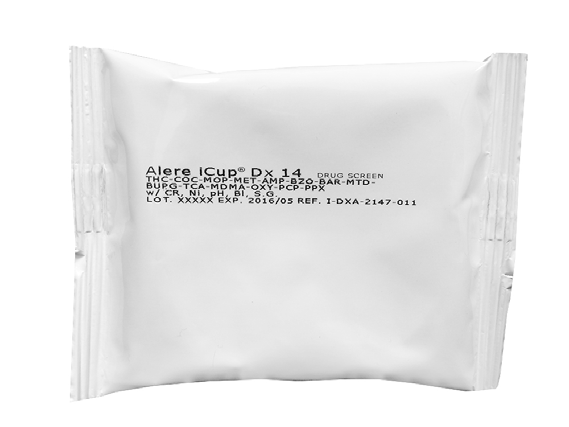 Alere iCup® Dx 14 DRUG SCREEN
THC-COC-MOP-MET-AMP-BZO-BAR-MTD-
BUPG-TCA-MDMA-OXY-PCP-PPX
w/ CR, Ni, pH, Bl, S.G.
LOT. XXXXX EXP. 2016/05 REF. I-DXA-2147-011